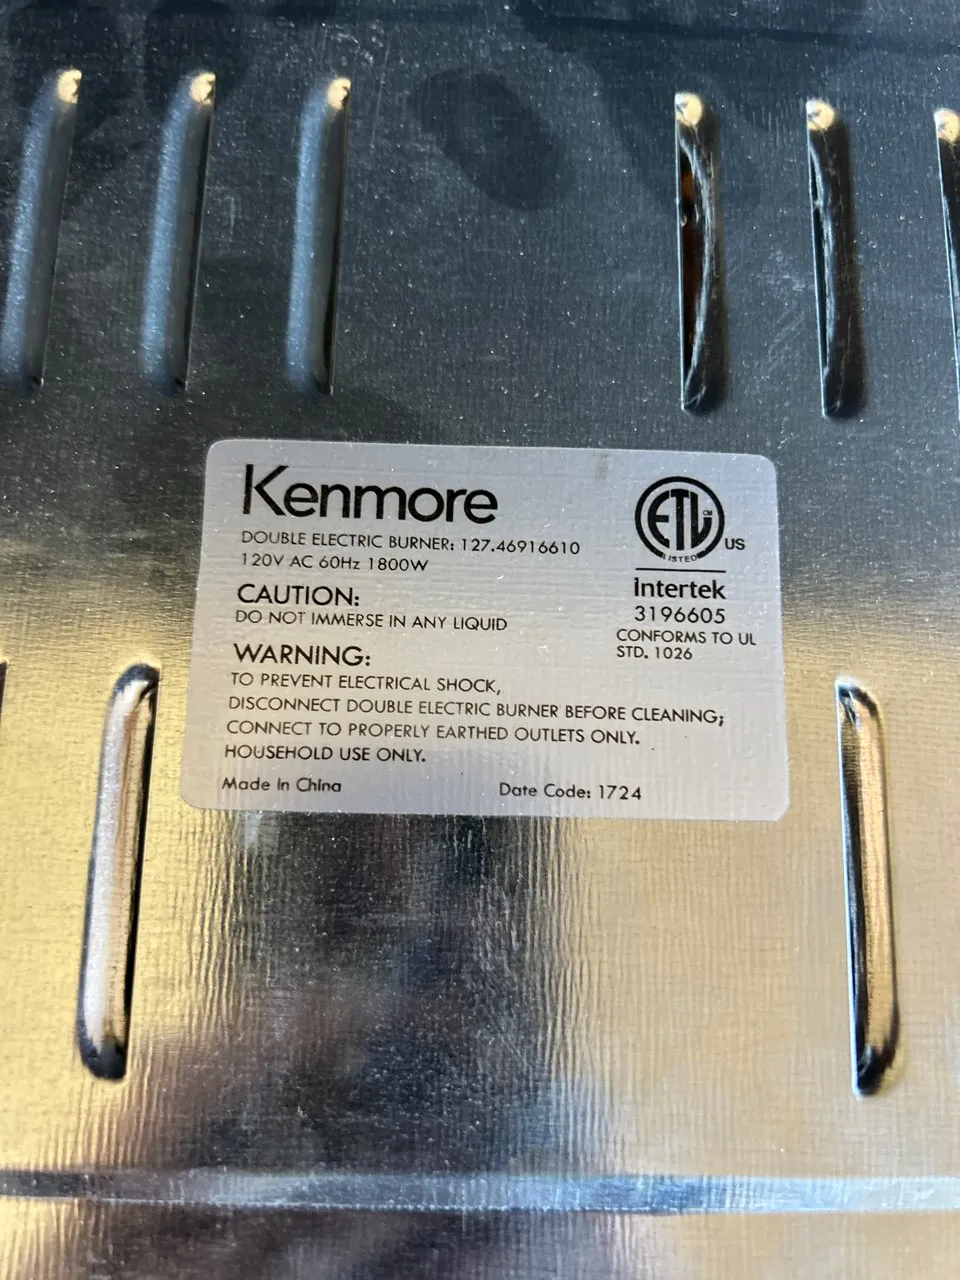 Kenmore
DOUBLE ELECTRIC BURNER: 127.46916610
120V AC 60Hz 1800W
CAUTION:
DO NOT IMMERSE IN ANY LIQUID
WARNING:
TO PREVENT ELECTRICAL SHOCK,
DISCONNECT DOUBLE ELECTRIC BURNER BEFORE CLEANING;
CONNECT TO PROPERLY EARTHED OUTLETS ONLY.
HOUSEHOLD USE ONLY.
Made In China
Date Code: 1724
ETL CM
LISTED
US
Intertek
3196605
CONFORMS TO UL
STD. 1026